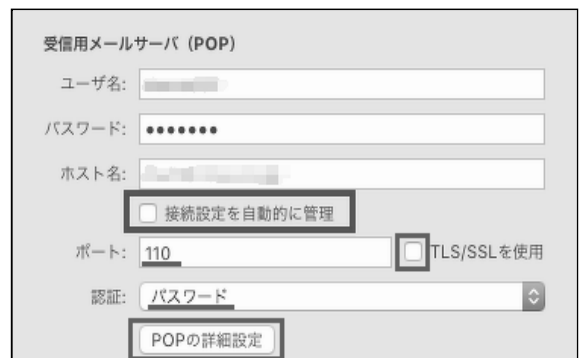 受信用メールサーバ（POP）
ユーザ名:
パスワード: •••••••
ホスト名:
接続設定を自動的に管理
ポート: 110 TLS/SSLを使用
認証: パスワード
POPの詳細設定